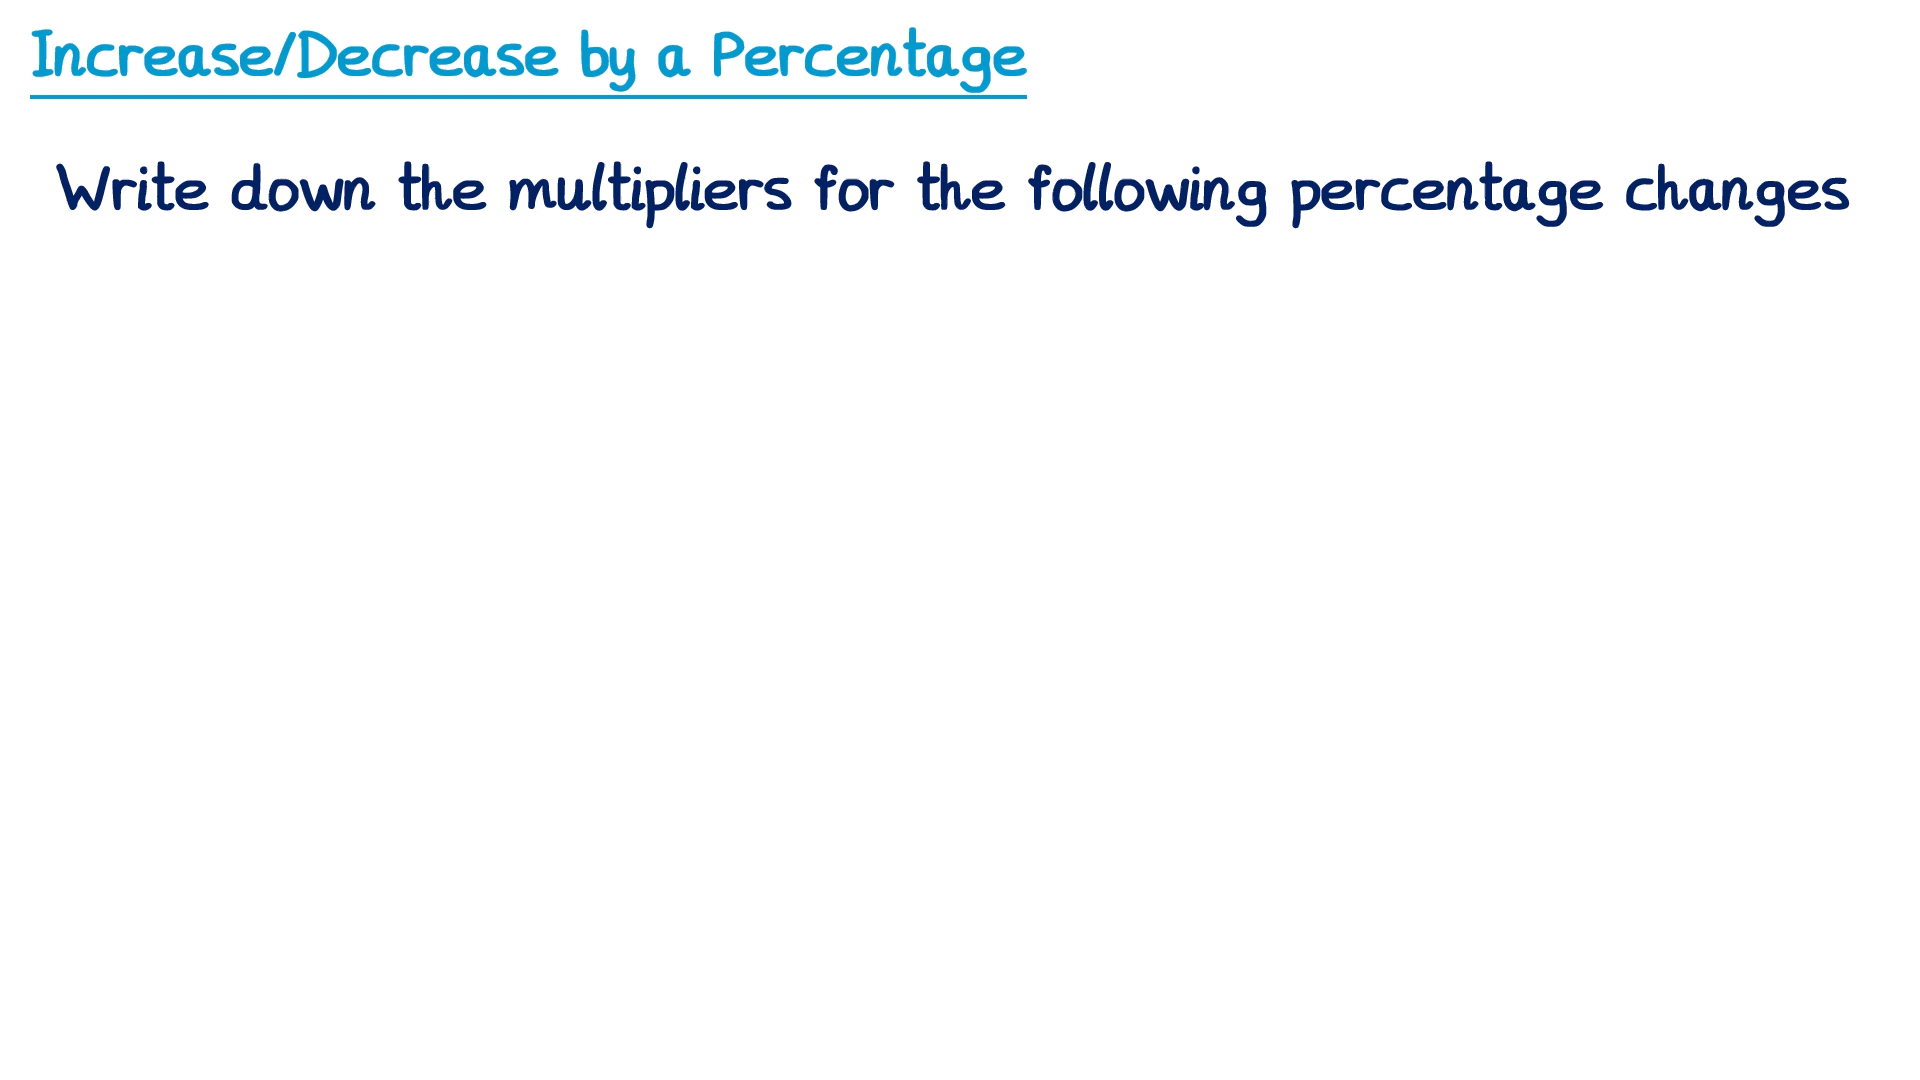 Increase/Decrease by a Percentage
Write down the multipliers for the following percentage changes